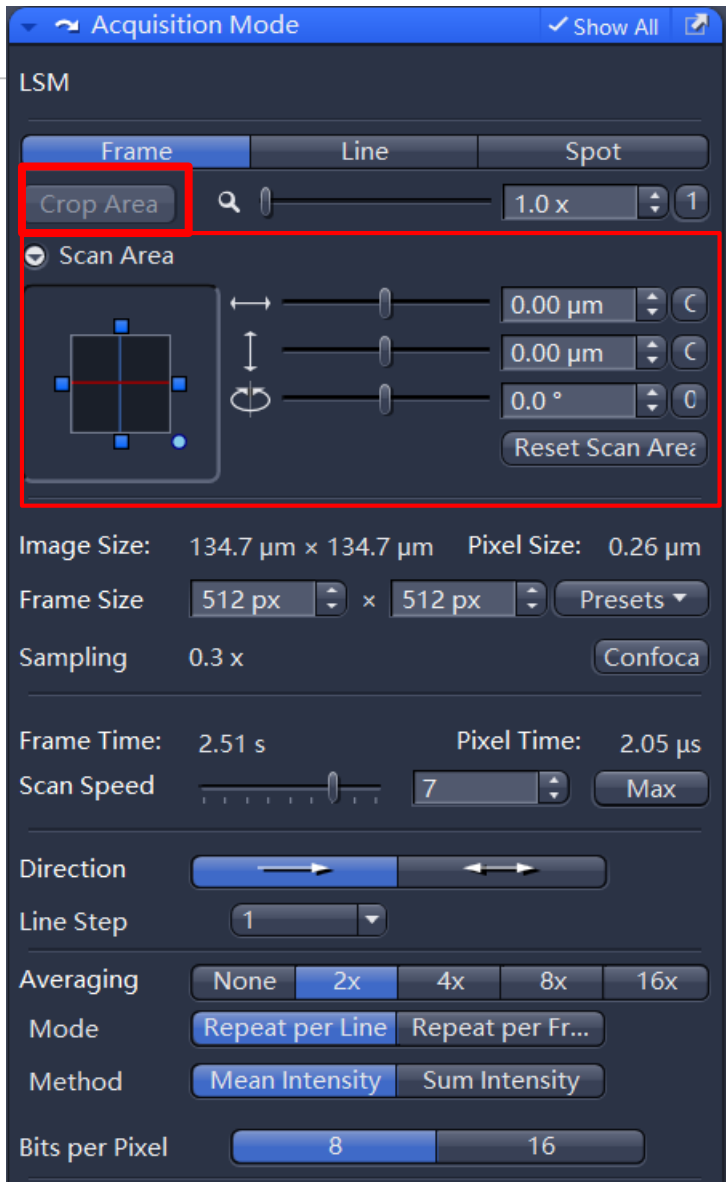 Acquisition Mode Show All
LSM
Frame Line Spot
Crop Area 1.0 x 1
Scan Area
0.00 µm C
0.00 µm C
0.0 ° 0
Reset Scan Area
Image Size: 134.7 µm × 134.7 µm Pixel Size: 0.26 µm
Frame Size 512 px × 512 px Presets
Sampling 0.3 x Confoca
Frame Time: 2.51 s Pixel Time: 2.05 µs
Scan Speed 7 Max
Direction
Line Step 1
Averaging None 2x 4x 8x 16x
Mode Repeat per Line Repeat per Fr...
Method Mean Intensity Sum Intensity
Bits per Pixel 8 16